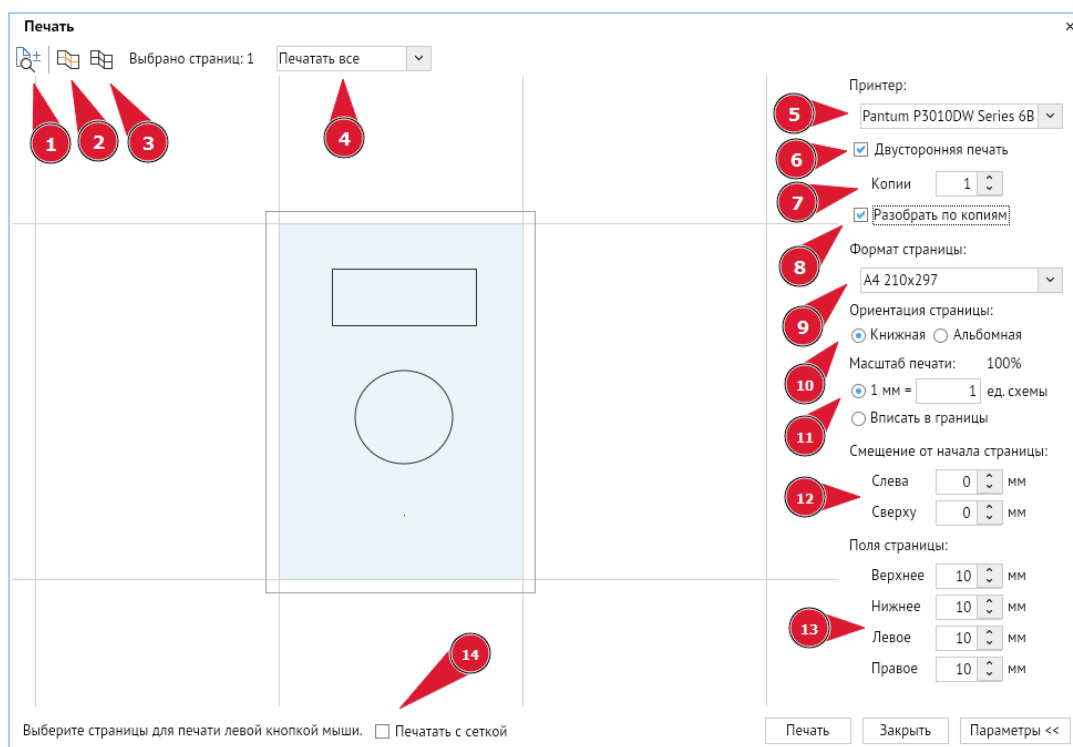 Печать
Выбрано страниц: 1 Печатать все
1 2 3 4
Принтер:
5 Pantum P3010DW Series 6B
6 Двусторонняя печать
7 Копии 1
Разобрать по копиям
8 Формат страницы:
A4 210x297
9 Ориентация страницы:
Книжная Альбомная
10 Масштаб печати: 100%
1 мм = 1 ед. схемы
11 Вписать в границы
Смещение от начала страницы:
Слева 0 мм
12
Сверху 0 мм
Поля страницы:
Верхнее 10 мм
Нижнее 10 мм
13 Левое 10 мм
Правое 10 мм
14
Выберите страницы для печати левой кнопкой мыши. Печатать с сеткой Печать Закрыть Параметры <<